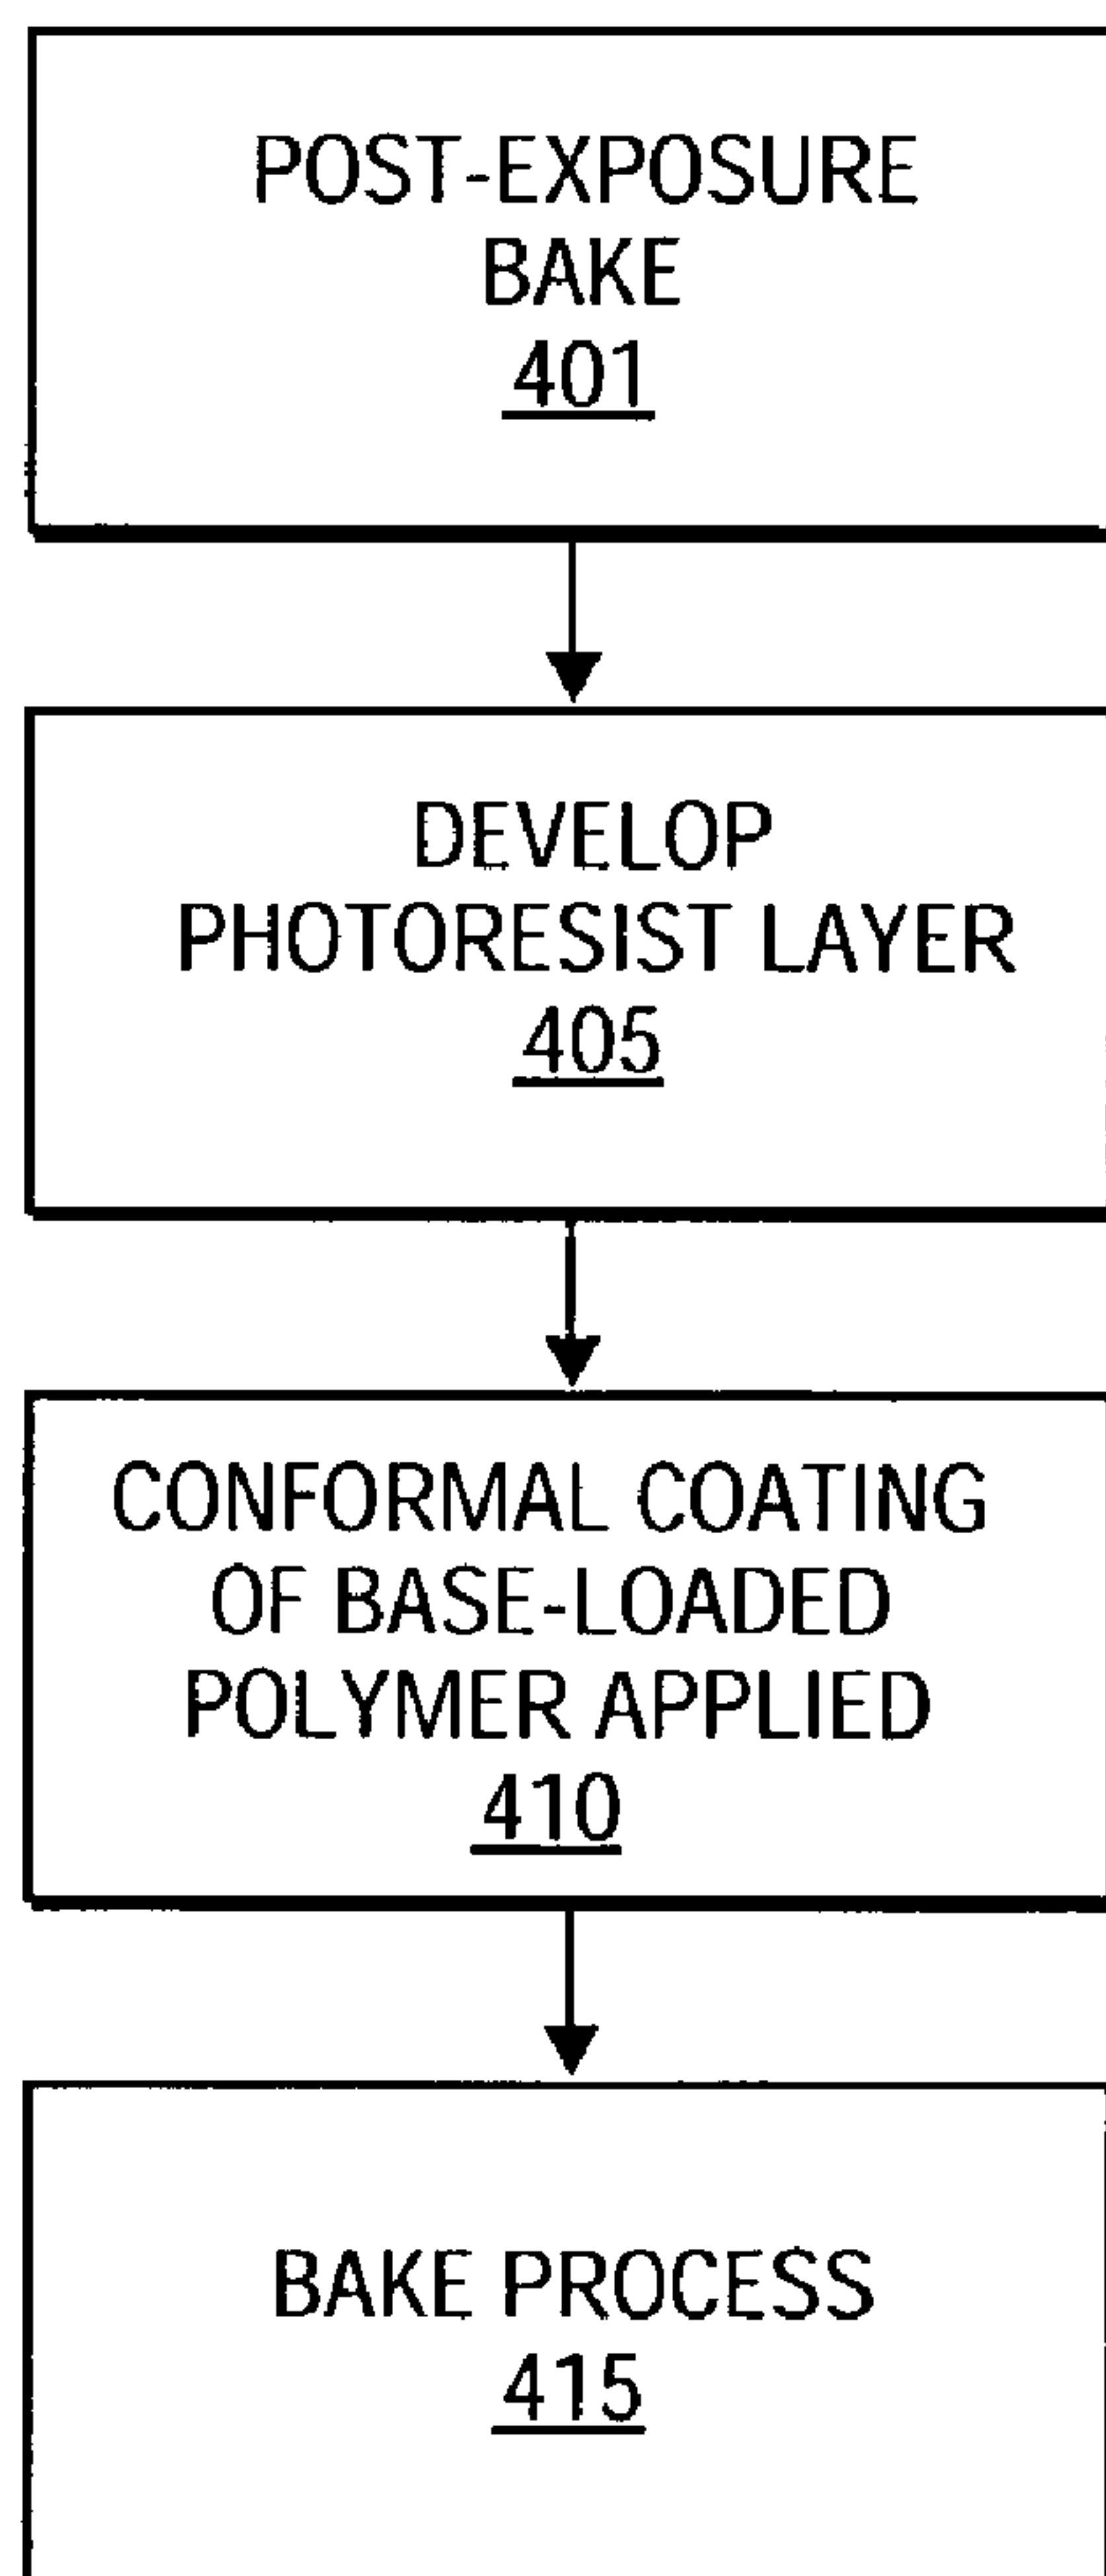 POST-EXPOSURE
BAKE
401
DEVELOP
PHOTORESIST LAYER
405
CONFORMAL COATING
OF BASE-LOADED
POLYMER APPLIED
410
BAKE PROCESS
415